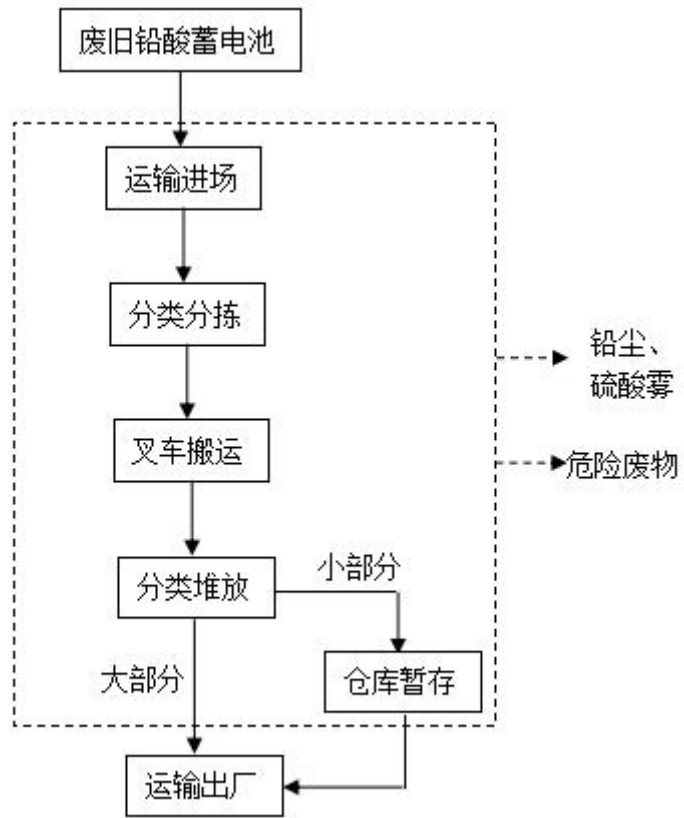 废旧铅酸蓄电池
运输进场
分类分拣
铅尘、
硫酸雾
叉车搬运
危险废物
小部分
分类堆放
大部分
仓库暂存
运输出厂